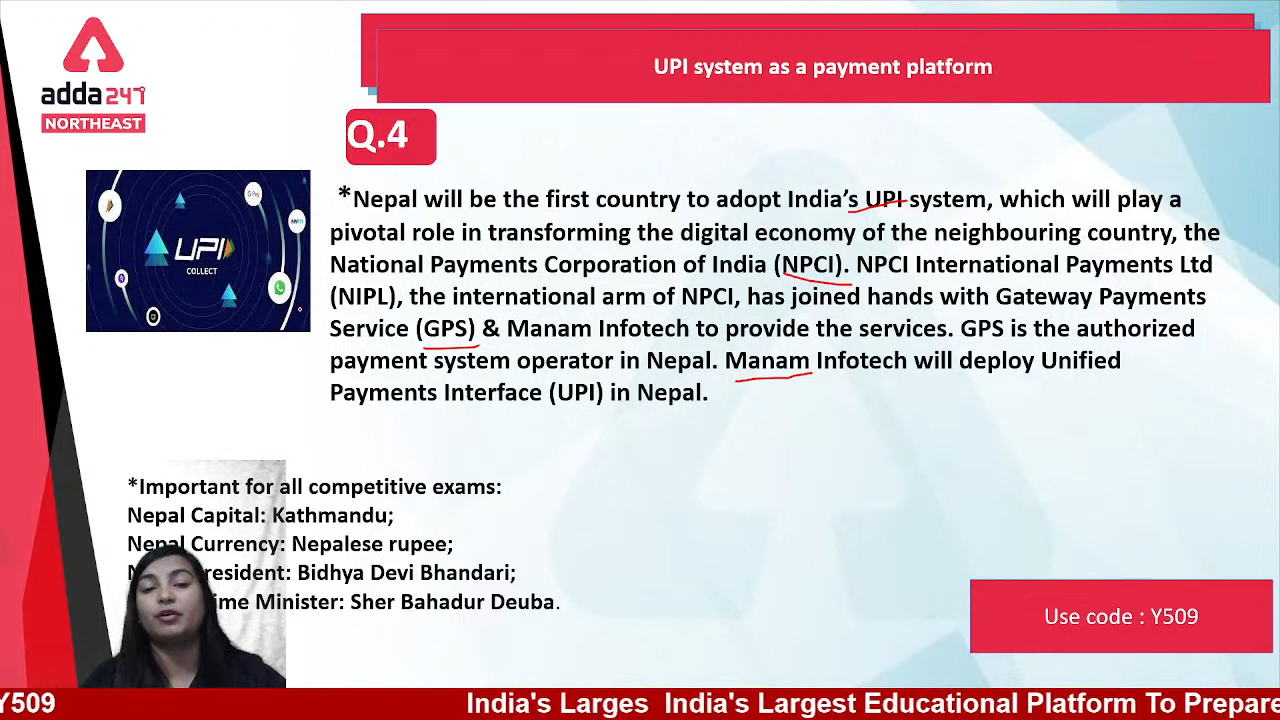 adda247
NORTHEAST
UPI system as a payment platform
Q.4
UPI
COLLECT
G Pay
*Nepal will be the first country to adopt India's UPI system, which will play a
pivotal role in transforming the digital economy of the neighbouring country, the
National Payments Corporation of India (NPCI). NPCI International Payments Ltd
(NIPL), the international arm of NPCI, has joined hands with Gateway Payments
Service (GPS) & Manam Infotech to provide the services. GPS is the authorized
payment system operator in Nepal. Manam Infotech will deploy Unified
Payments Interface (UPI) in Nepal.
*Important for all competitive exams:
Nepal Capital: Kathmandu;
Nepal Currency: Nepalese rupee;
resident: Bidhya Devi Bhandari;
ime Minister: Sher Bahadur Deuba.
Use code : Y509
Y509 India's Larges India's Largest Educational Platform To Prepare